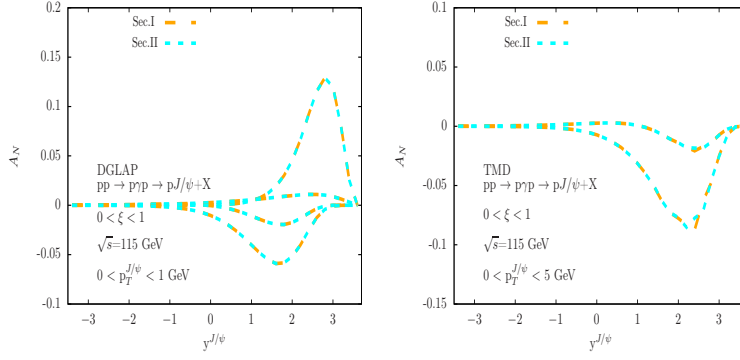 Sec.I
Sec.II
0.2
0.15
0.1
0.05
0
-0.05
-0.1
A_N
DGLAP
pp → pγp → pJ/ψ+X
0 < ξ < 1
√s=115 GeV
0 < p_T^{J/ψ} < 1 GeV
-3 -2 -1 0 1 2 3
y^{J/ψ}
Sec.I
Sec.II
0.1
0.05
0
-0.05
-0.1
-0.15
A_N
TMD
pp → pγp → pJ/ψ+X
0 < ξ < 1
√s=115 GeV
0 < p_T^{J/ψ} < 5 GeV
-3 -2 -1 0 1 2 3
y^{J/ψ}